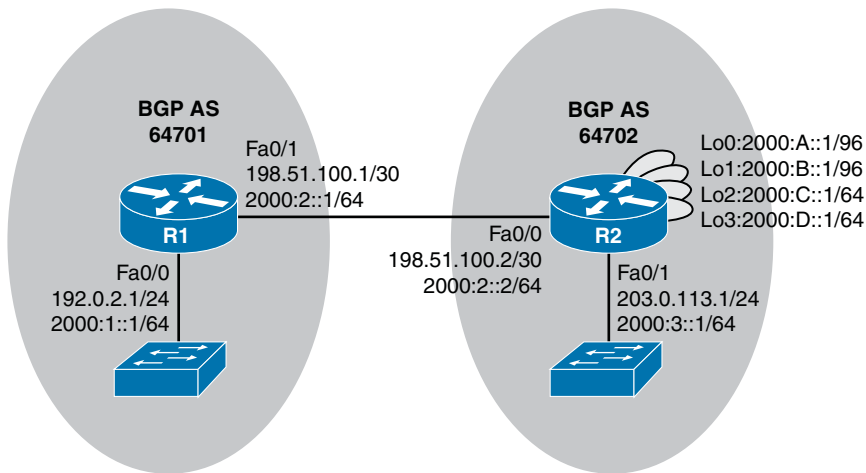 BGP AS
64701
Fa0/1
198.51.100.1/30
2000:2::1/64
R1
Fa0/0
192.0.2.1/24
2000:1::1/64
BGP AS
64702
Lo0:2000:A::1/96
Lo1:2000:B::1/96
Lo2:2000:C::1/64
Lo3:2000:D::1/64
R2
Fa0/0
198.51.100.2/30
2000:2::2/64
Fa0/1
203.0.113.1/24
2000:3::1/64